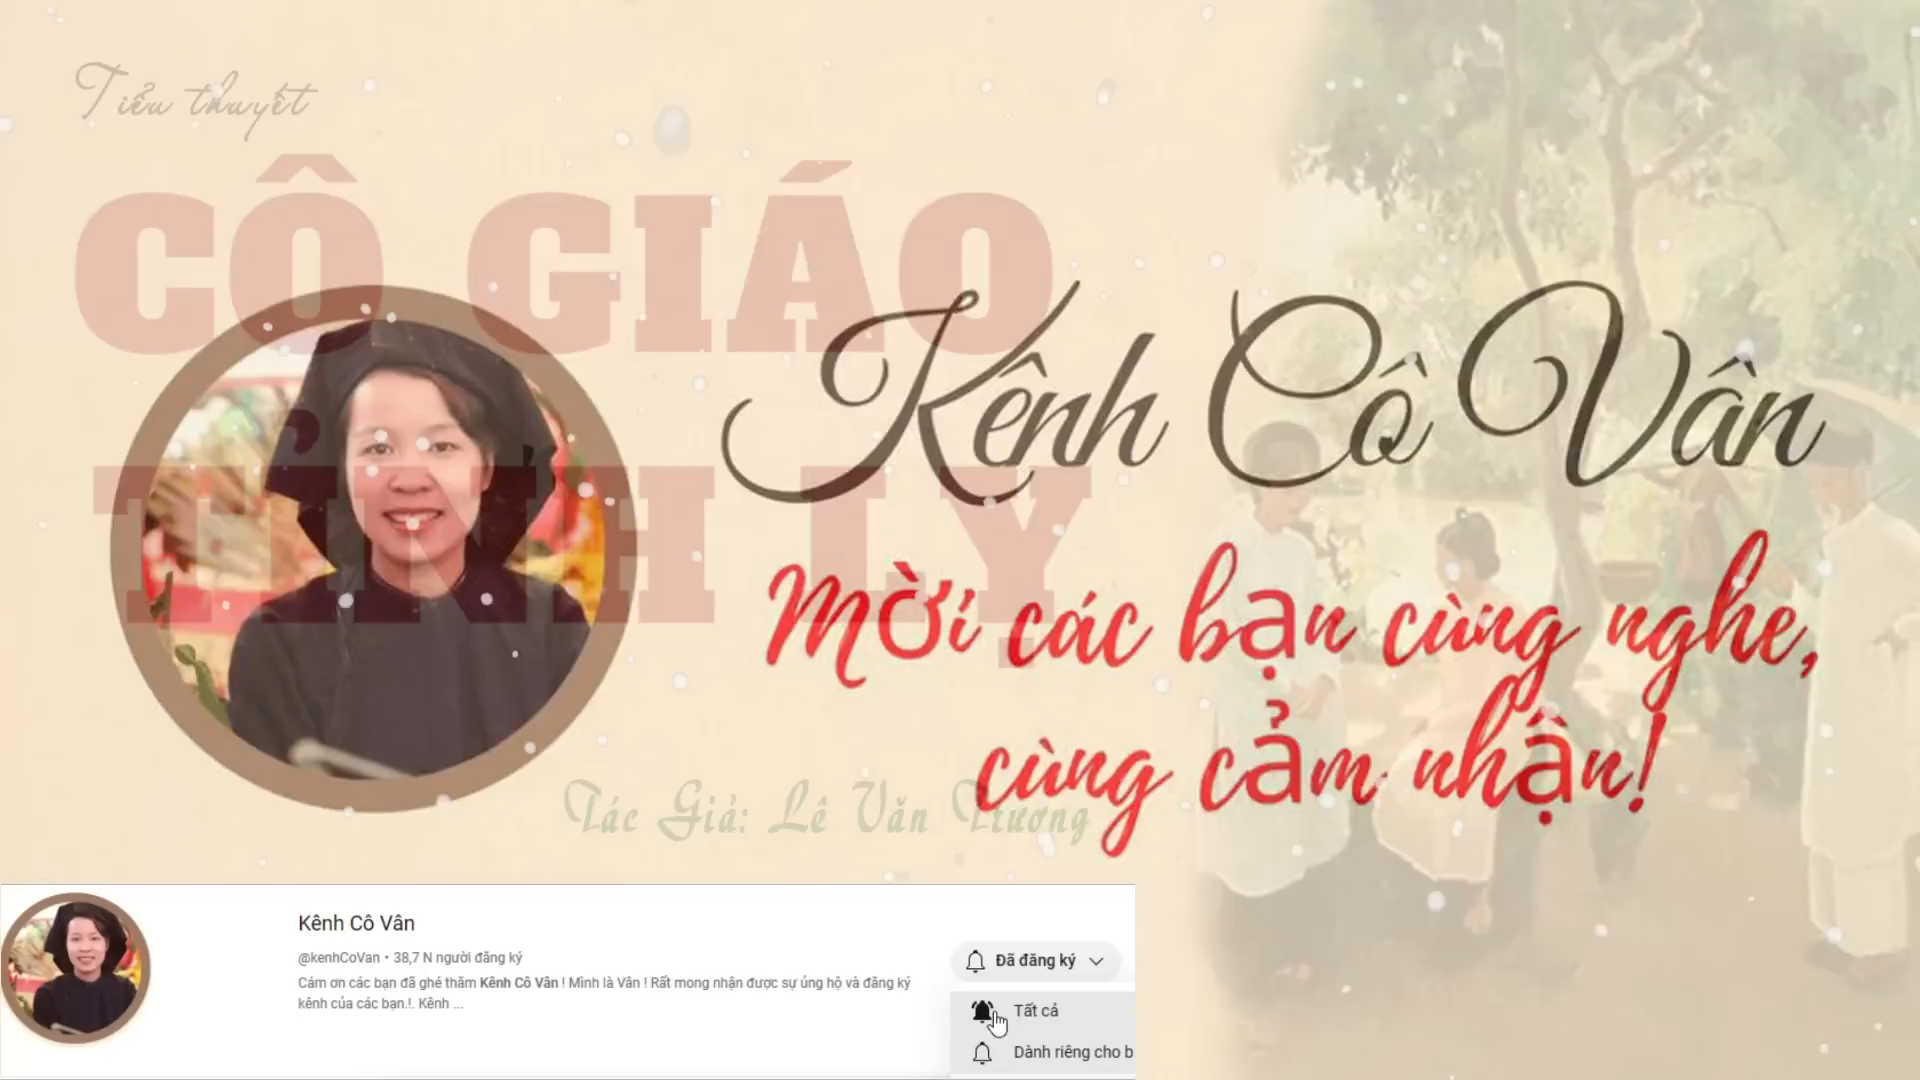 Tiểu thuyết
CÔ GIÁO
TỈNH LỴ
Kênh Cô Vân
Mời các bạn cùng nghe,
cùng cảm nhận!
Tác Giả: Lê Văn Trương
Kênh Cô Vân
@kenhCoVan • 38,7 N người đăng ký
Cám ơn các bạn đã ghé thăm Kênh Cô Vân ! Mình là Vân ! Rất mong nhận được sự ủng hộ và đăng ký
kênh của các bạn.!. Kênh ...
Đã đăng ký
Tất cả
Dành riêng cho b